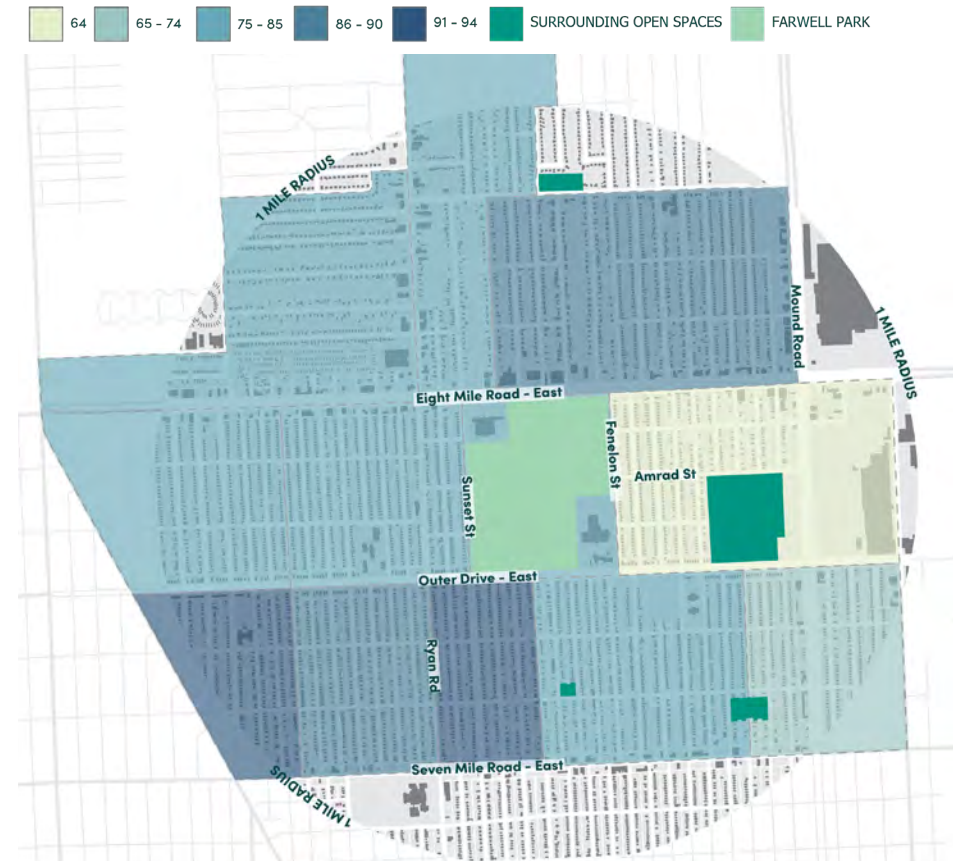 64
65 - 74
75 - 85
86 - 90
91 - 94
SURROUNDING OPEN SPACES
FARWELL PARK
1 MILE RADIUS
Mound Road
1 MILE RADIUS
Eight Mile Road - East
Fenelon St
Amrad St
Sunset St
Outer Drive - East
Ryan Rd
Seven Mile Road - East
1 MILE RADIUS